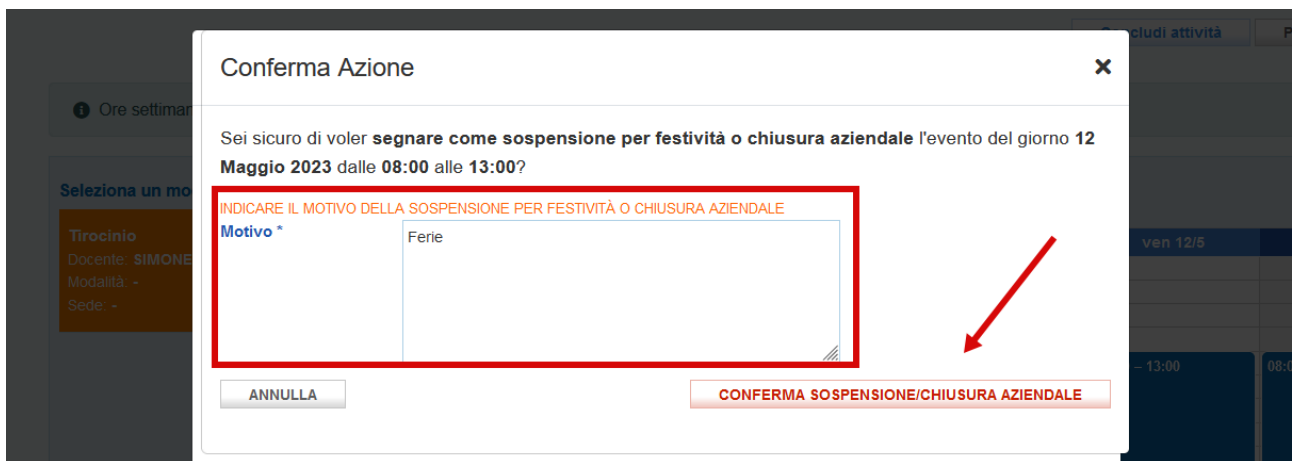 cludi attività
P
Conferma Azione
Ore settiman
Sei sicuro di voler segnare come sospensione per festività o chiusura aziendale l'evento del giorno 12
Maggio 2023 dalle 08:00 alle 13:00?
Seleziona un mo
INDICARE IL MOTIVO DELLA SOSPENSIONE PER FESTIVITÀ O CHIUSURA AZIENDALE
Motivo *
Ferie
Tirocinio
Docente: SIMONE
Modalità: -
Sede: -
ven 12/5
– 13:00
08:0
ANNULLA
CONFERMA SOSPENSIONE/CHIUSURA AZIENDALE